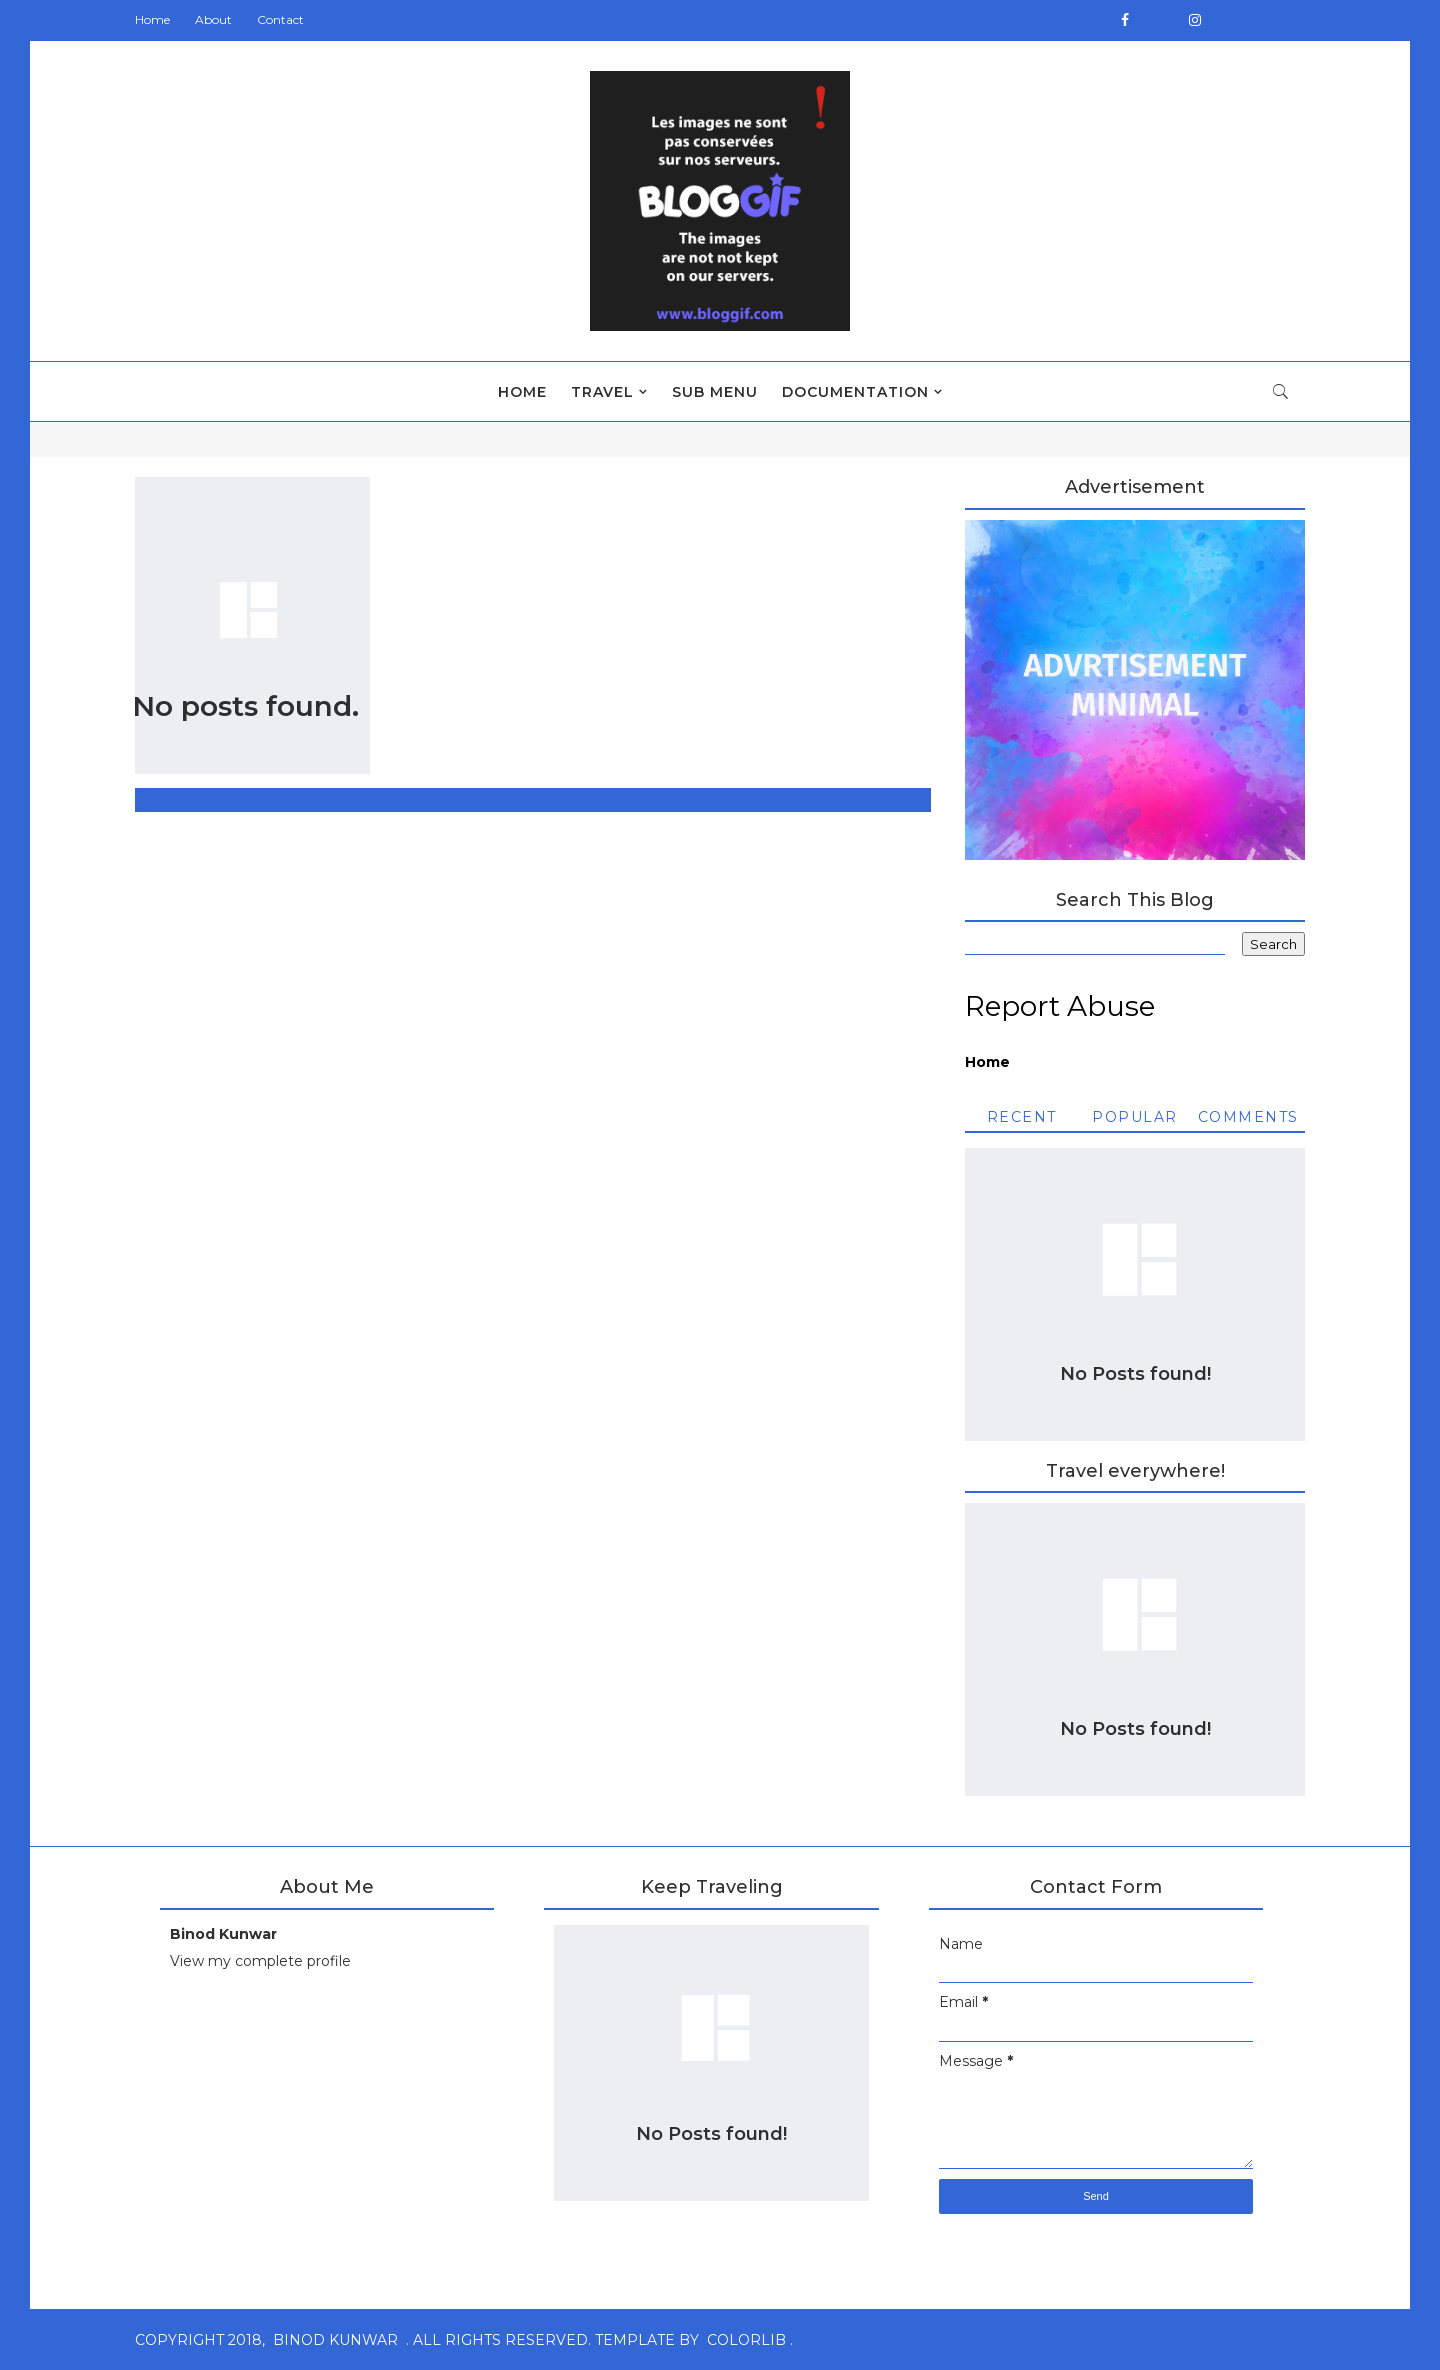 Home About Contact
Les images ne sont
pas conservées
sur nos serveurs.
BLOGGIF
The images
are not not kept
on our servers.
www.bloggif.com
HOME TRAVEL SUB MENU DOCUMENTATION
No posts found.
Advertisement
ADVRTISEMENT
MINIMAL
Search This Blog
Search
Report Abuse
Home
RECENT POPULAR COMMENTS
No Posts found!
Travel everywhere!
No Posts found!
About Me
Binod Kunwar
View my complete profile
Keep Traveling
No Posts found!
Contact Form
Name
Email *
Message *
Send
COPYRIGHT 2018, BINOD KUNWAR . ALL RIGHTS RESERVED. TEMPLATE BY COLORLIB .